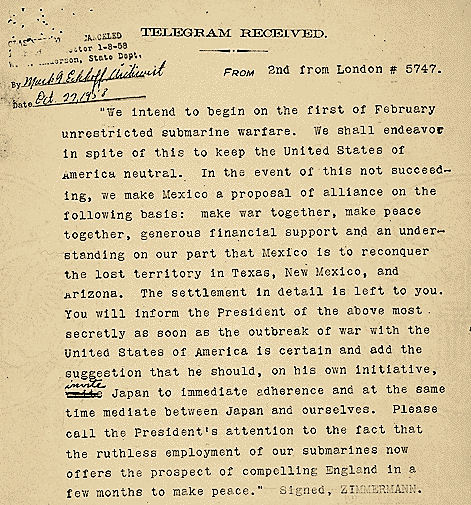 TELEGRAM RECEIVED.
CANCELED
1-8-58
State Dept.
By Mark G. Eckhoff Archivist
Date Oct. 27, 1958
FROM 2nd from London # 5747.
"We intend to begin on the first of February
unrestricted submarine warfare. We shall endeavor
in spite of this to keep the United States of
America neutral. In the event of this not succeed-
ing, we make Mexico a proposal of alliance on the
following basis: make war together, make peace
together, generous financial support and an under-
standing on our part that Mexico is to reconquer
the lost territory in Texas, New Mexico, and
Arizona. The settlement in detail is left to you.
You will inform the President of the above most
secretly as soon as the outbreak of war with the
United States of America is certain and add the
suggestion that he should, on his own initiative,
invite
Japan to immediate adherence and at the same
time mediate between Japan and ourselves. Please
call the President's attention to the fact that
the ruthless employment of our submarines now
offers the prospect of compelling England in a
few months to make peace." Signed, ZIMMERMANN.